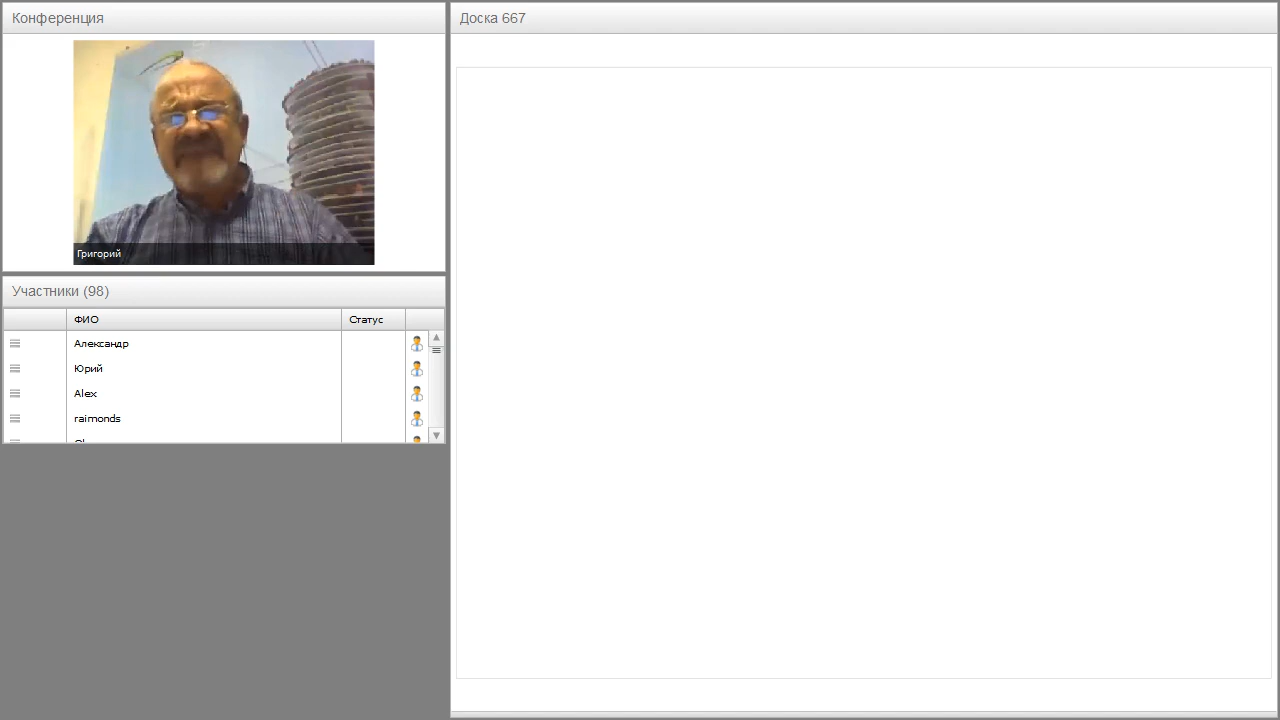 Конференция
Доска 667
Григорий
Участники (98)
ФИО Статус
Александр
Юрий
Alex
raimonds